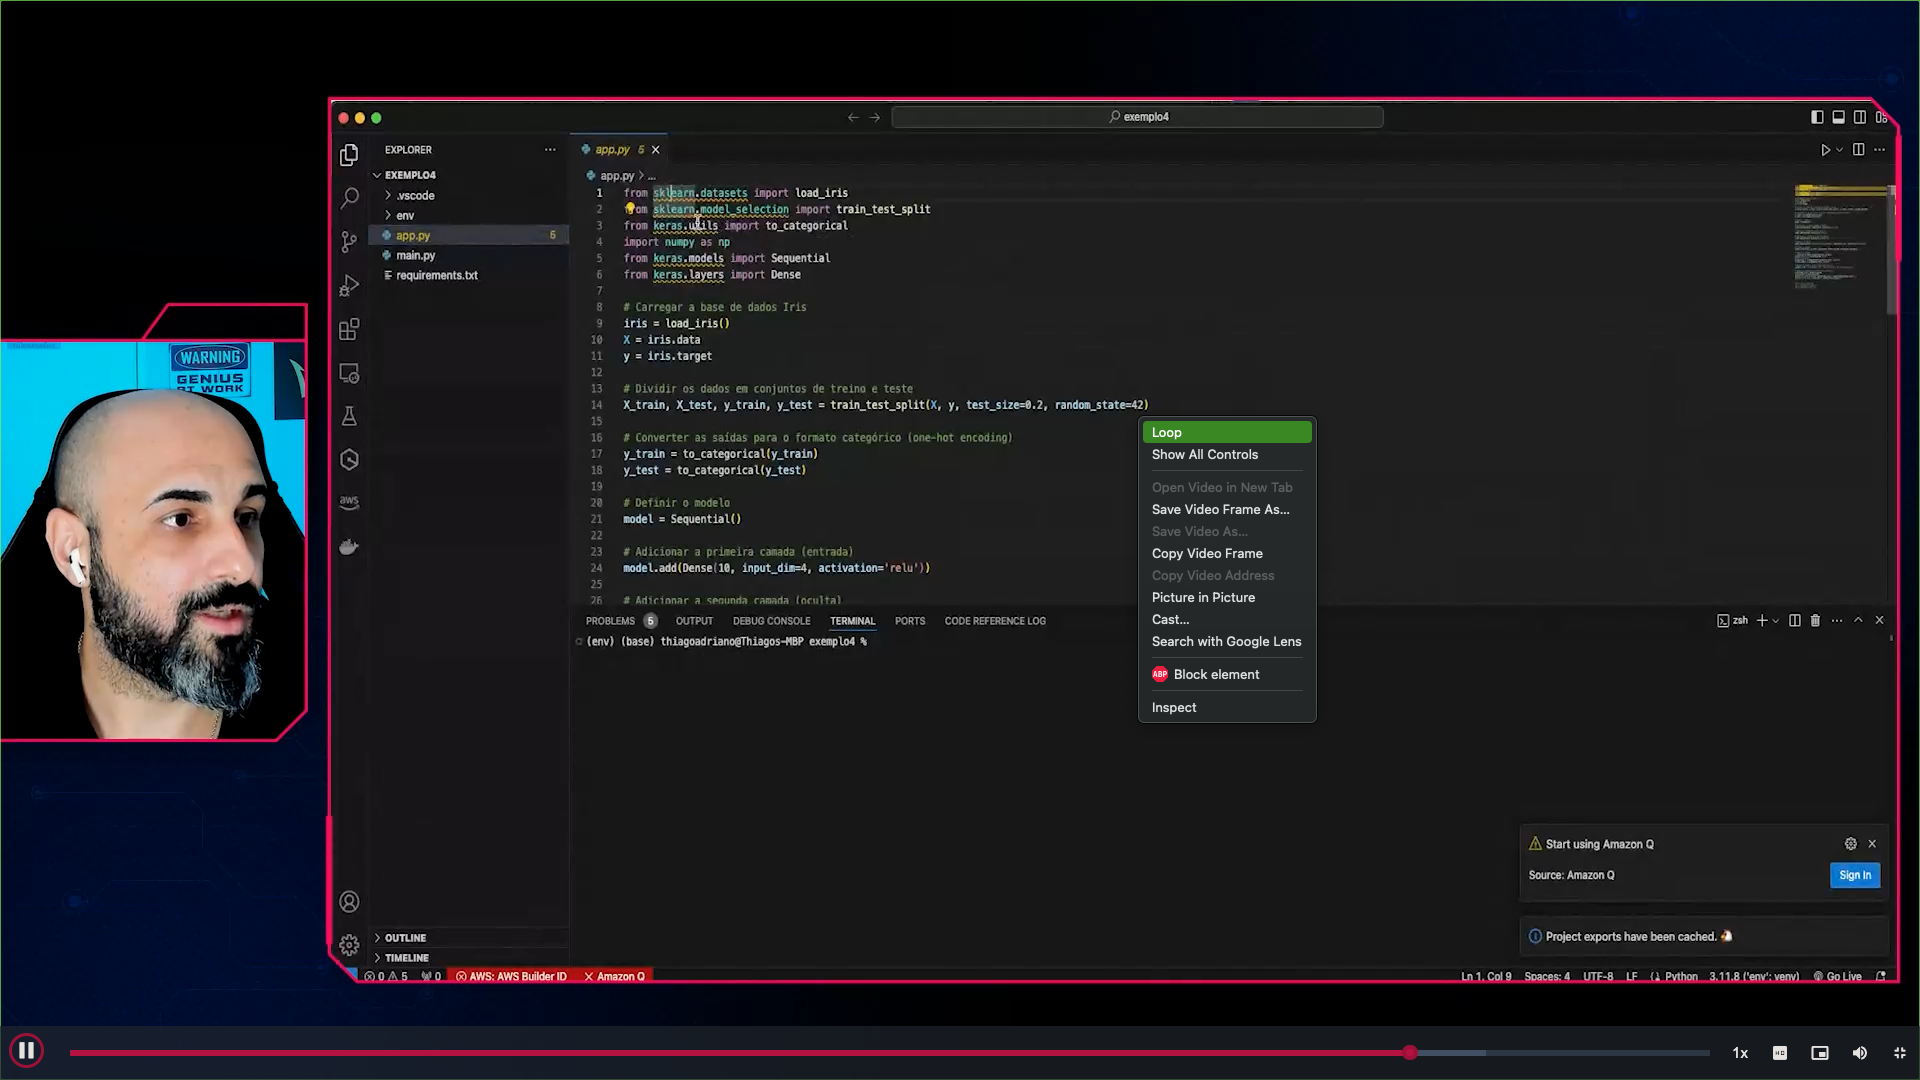 exemplo4
EXPLORER
EXEMPLO4
.vscode
env
app.py 5
main.py
requirements.txt
OUTLINE
TIMELINE
app.py 5
app.py > ...
1 from sklearn.datasets import load_iris
2 from sklearn.model_selection import train_test_split
3 from keras.utils import to_categorical
4 import numpy as np
5 from keras.models import Sequential
6 from keras.layers import Dense
7
8 # Carregar a base de dados Iris
9 iris = load_iris()
10 X = iris.data
11 y = iris.target
12
13 # Dividir os dados em conjuntos de treino e teste
14 X_train, X_test, y_train, y_test = train_test_split(X, y, test_size=0.2, random_state=42)
15
16 # Converter as saídas para o formato categórico (one-hot encoding)
17 y_train = to_categorical(y_train)
18 y_test = to_categorical(y_test)
19
20 # Definir o modelo
21 model = Sequential()
22
23 # Adicionar a primeira camada (entrada)
24 model.add(Dense(10, input_dim=4, activation='relu'))
25
26 # Adicionar a segunda camada (oculta)
PROBLEMS 5 OUTPUT DEBUG CONSOLE TERMINAL PORTS CODE REFERENCE LOG
zsh
(env) (base) thiagoadriano@Thiagos-MBP exemplo4 %
Loop
Show All Controls
Open Video in New Tab
Save Video Frame As...
Save Video As...
Copy Video Frame
Copy Video Address
Picture in Picture
Cast...
Search with Google Lens
ABP Block element
Inspect
WARNING
GENIUS
AT WORK
aws
Start using Amazon Q
Source: Amazon Q
Sign In
Project exports have been cached.
0 5 0 AWS: AWS Builder ID Amazon Q
Ln 1, Col 9 Spaces: 4 UTF-8 LF Python 3.11.8 ('env': venv) Go Live
1x
HD